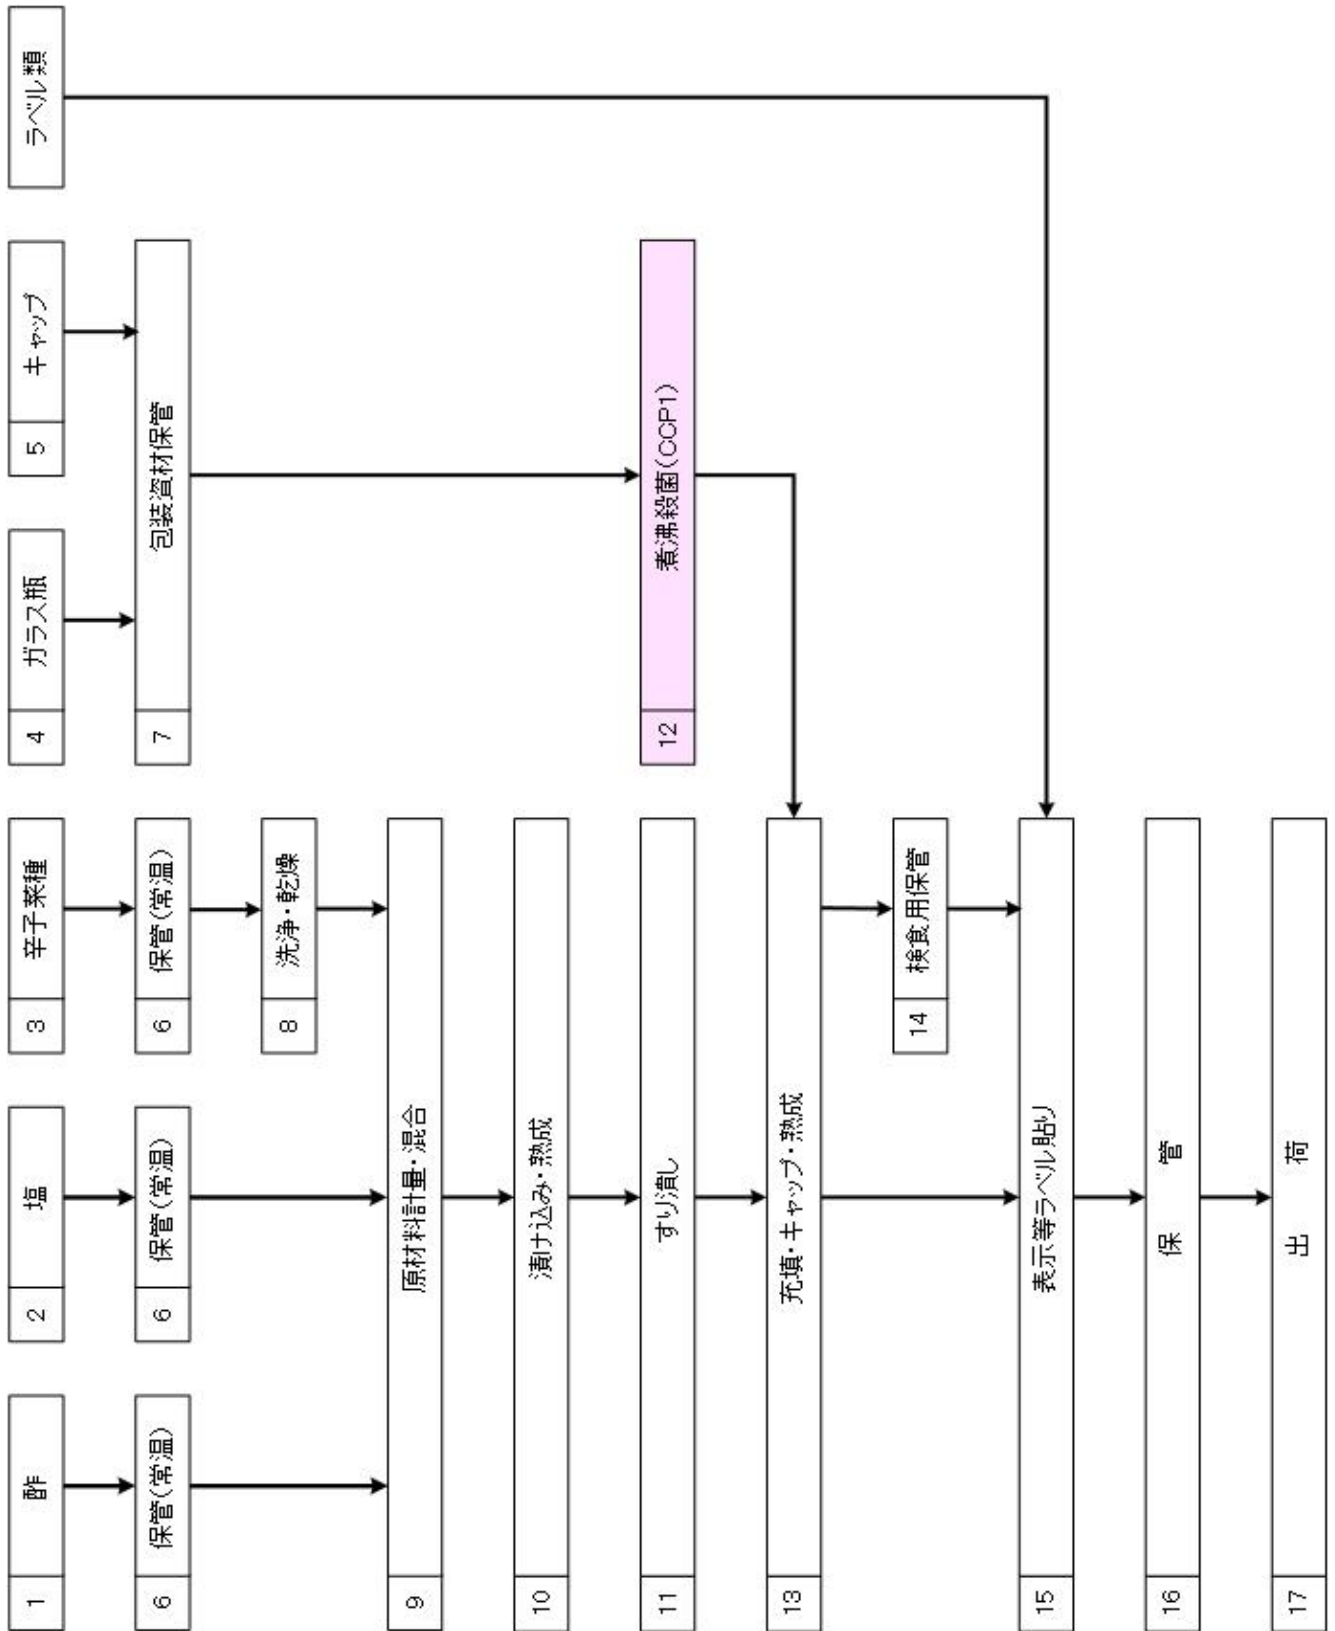 1 酢
2 塩
3 辛子菜種
4 ガラス瓶
5 キャップ
ラベル類
6 保管(常温)
6 保管(常温)
6 保管(常温)
7 包装資材保管
8 洗浄・乾燥
9 原材料計量・混合
10 漬け込み・熟成
11 すり潰し
12 煮沸殺菌(CCP1)
13 充填・キャップ・熟成
14 検食用保管
15 表示等ラベル貼り
16 保 管
17 出 荷